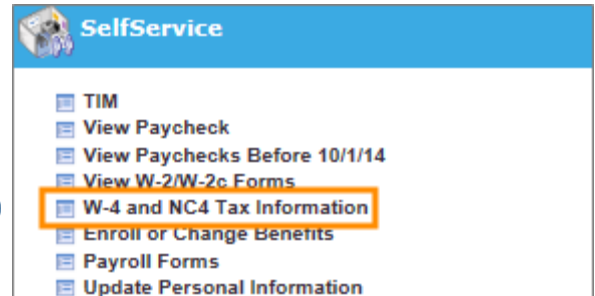 SelfService
TIM
View Paycheck
View Paychecks Before 10/1/14
View W-2/W-2c Forms
W-4 and NC4 Tax Information
Enroll or Change Benefits
Payroll Forms
Update Personal Information